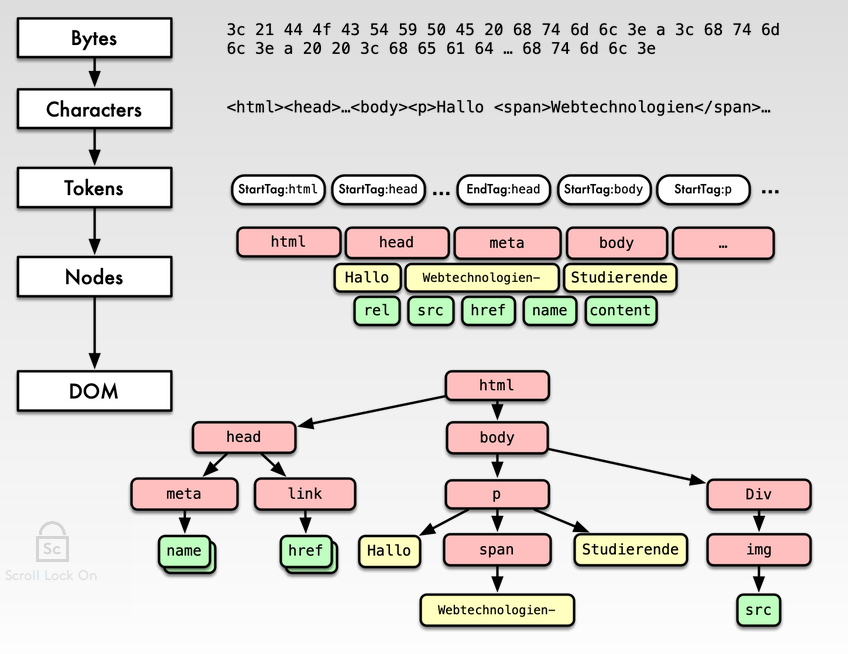 Bytes
3c 21 44 4f 43 54 59 50 45 20 68 74 6d 6c 3e a 3c 68 74 6d
6c 3e a 20 20 3c 68 65 61 64 … 68 74 6d 6c 3e
Characters
<html><head>…<body><p>Hallo <span>Webtechnologien</span>…
Tokens
StartTag:html StartTag:head … EndTag:head StartTag:body StartTag:p …
html head meta body …
Nodes
Hallo Webtechnologien– Studierende
rel src href name content
DOM
html
head body
meta link p Div
name href Hallo span Studierende img
Sc
Scroll Lock On
Webtechnologien– src